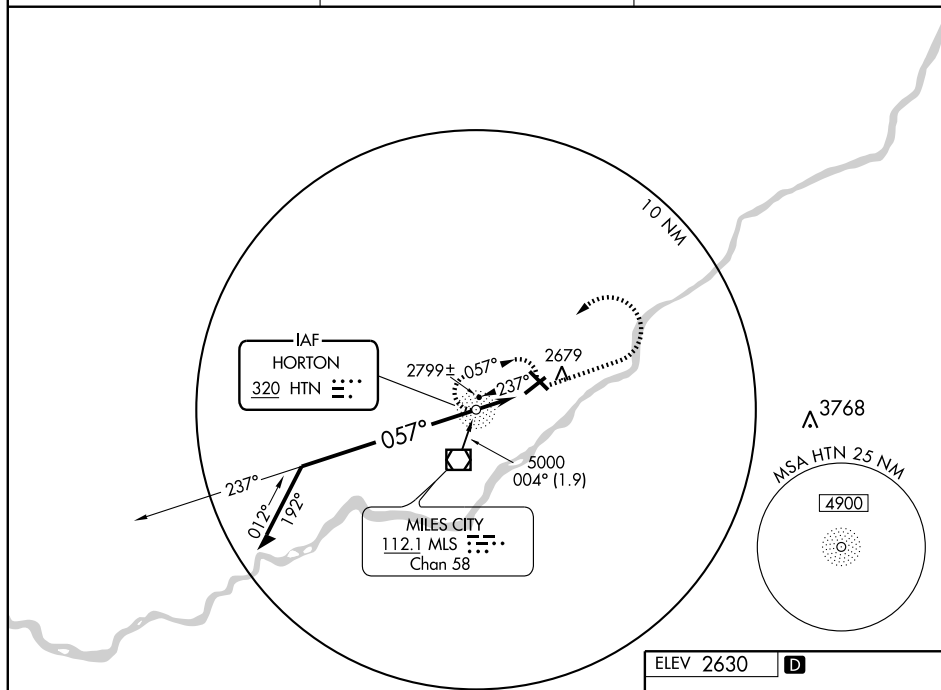 10 NM
IAF
HORTON
320 HTN
2799±
057°
237°
2679
057°
3768
5000
004° (1.9)
237°
012°
192°
MILES CITY
112.1 MLS
Chan 58
MSA HTN 25 NM
4900
ELEV 2630 D